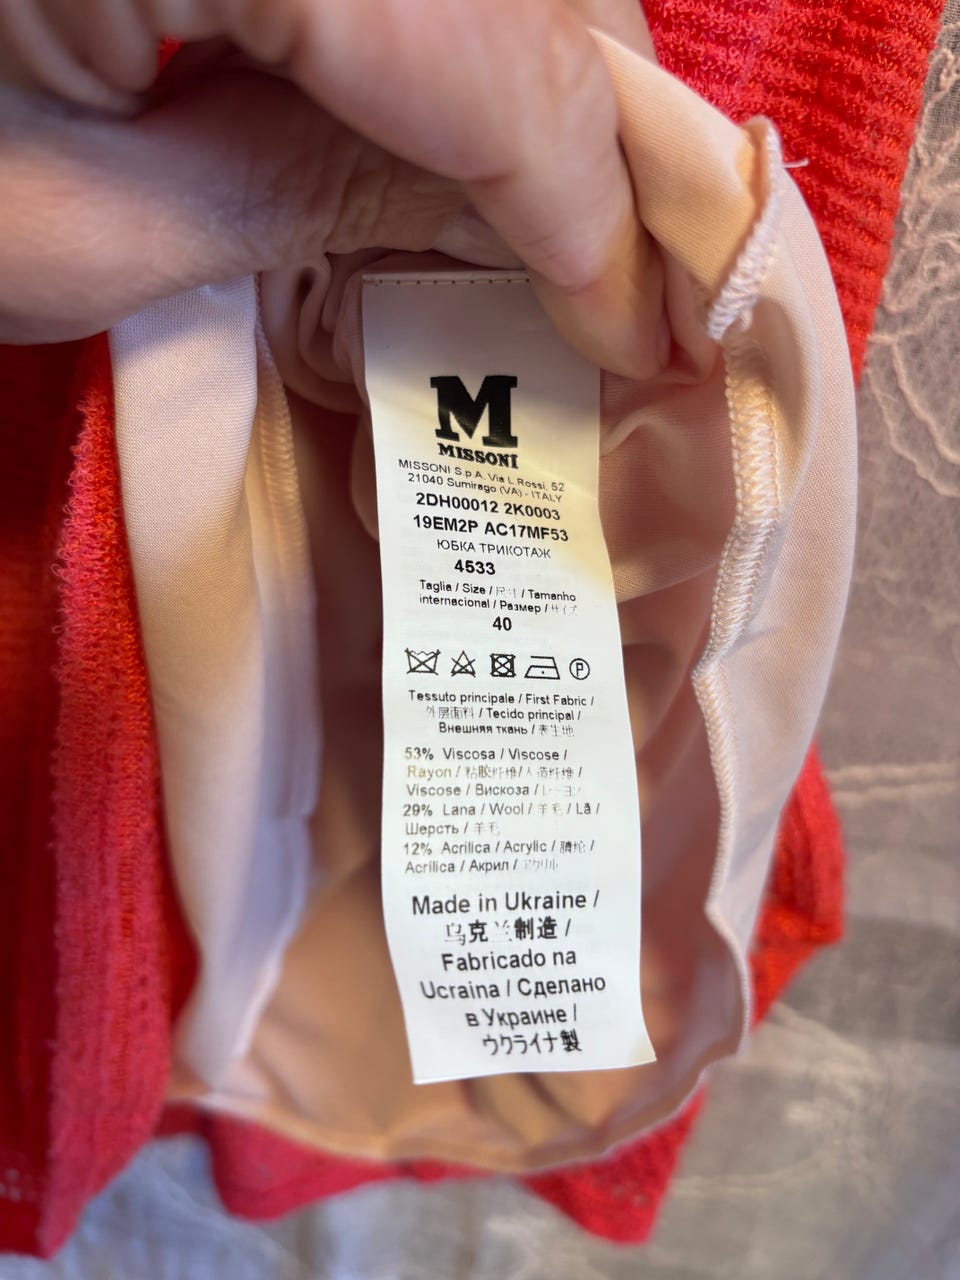 M
MISSONI
MISSONI S.p.A. Via L.Rossi, 52
21040 Sumirago (VA) - ITALY
2DH00012 2K0003
19EM2P AC17MF53
ЮБКА ТРИКОТАЖ
4533
Taglia / Size / 尺寸 / Tamanho
internacional / Размер / サイズ
40
P
Tessuto principale / First Fabric /
外层面料 / Tecido principal /
Внешняя ткань / 表生地
53% Viscosa / Viscose /
Rayon / 粘胶纤维/人造纤维 /
Viscose / Вискоза / レーヨン
29% Lana / Wool / 羊毛 / Lã /
Шерсть / 羊毛
12% Acrilica / Acrylic / 腈纶 /
Acrilica / Акрил / アクリル
Made in Ukraine /
乌克兰制造 /
Fabricado na
Ucraina / Сделано
в Украине /
ウクライナ製